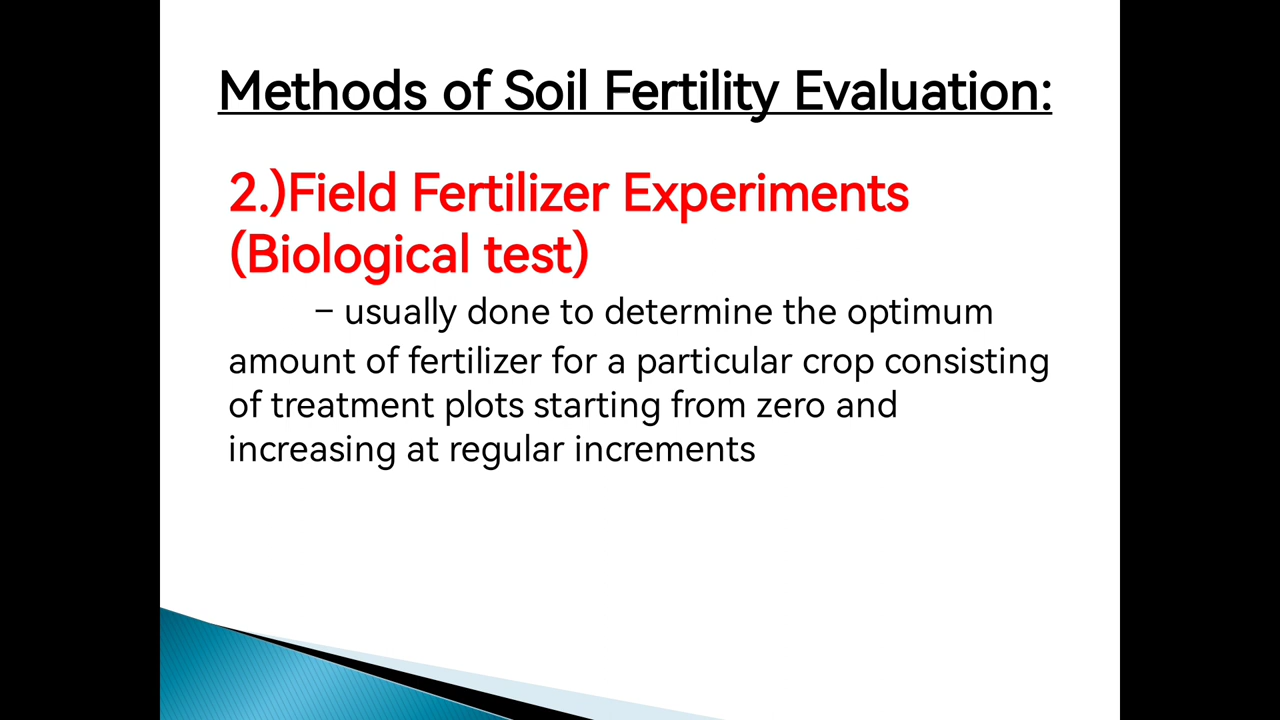 Methods of Soil Fertility Evaluation:
2.)Field Fertilizer Experiments
(Biological test)
– usually done to determine the optimum
amount of fertilizer for a particular crop consisting
of treatment plots starting from zero and
increasing at regular increments